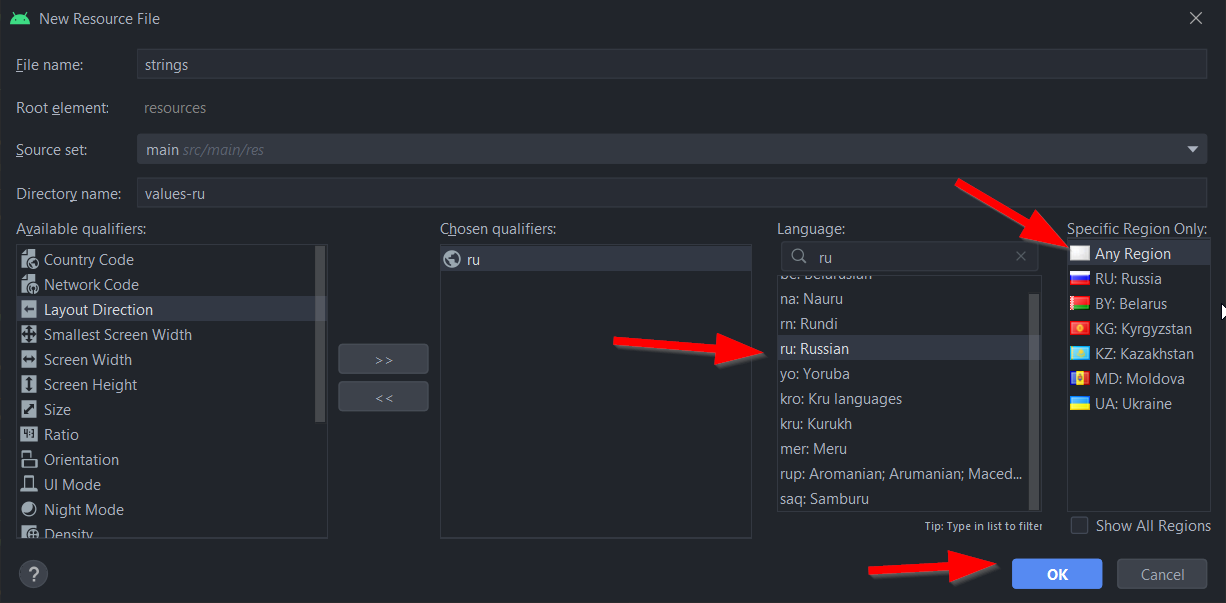 New Resource File
File name:
strings
Root element:
resources
Source set:
main src/main/res
Directory name:
values-ru
Available qualifiers:
Country Code
Network Code
Layout Direction
Smallest Screen Width
Screen Width
Screen Height
Size
Ratio
Orientation
UI Mode
Night Mode
Density
>>
<<
Chosen qualifiers:
ru
Language:
ru
be: Belarusian
na: Nauru
rn: Rundi
ru: Russian
yo: Yoruba
kro: Kru languages
kru: Kurukh
mer: Meru
rup: Aromanian; Arumanian; Maced...
saq: Samburu
Tip: Type in list to filter
Specific Region Only:
Any Region
RU: Russia
BY: Belarus
KG: Kyrgyzstan
KZ: Kazakhstan
MD: Moldova
UA: Ukraine
Show All Regions
?
OK
Cancel